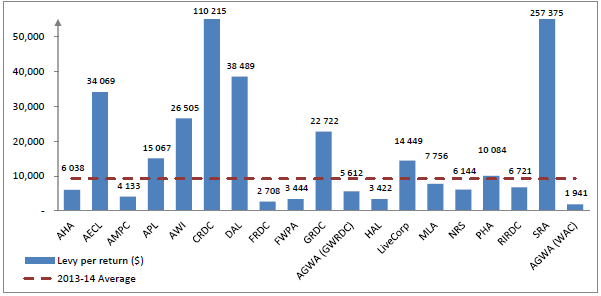 110 215
257 375
50,000
40,000
30,000
20,000
10,000
-
6 038
34 069
4 133
15 067
26 505
38 489
2 708
3 444
22 722
5 612
3 422
14 449
7 756
6 144
10 084
6 721
1 941
AHA
AECL
AMPC
APL
AWI
CRDC
DAL
FRDC
FWPA
GRDC
AGWA (GWRDC)
HAL
LiveCorp
MLA
NRS
PHA
RIRDC
SRA
AGWA (WAC)
Levy per return ($)
2013-14 Average